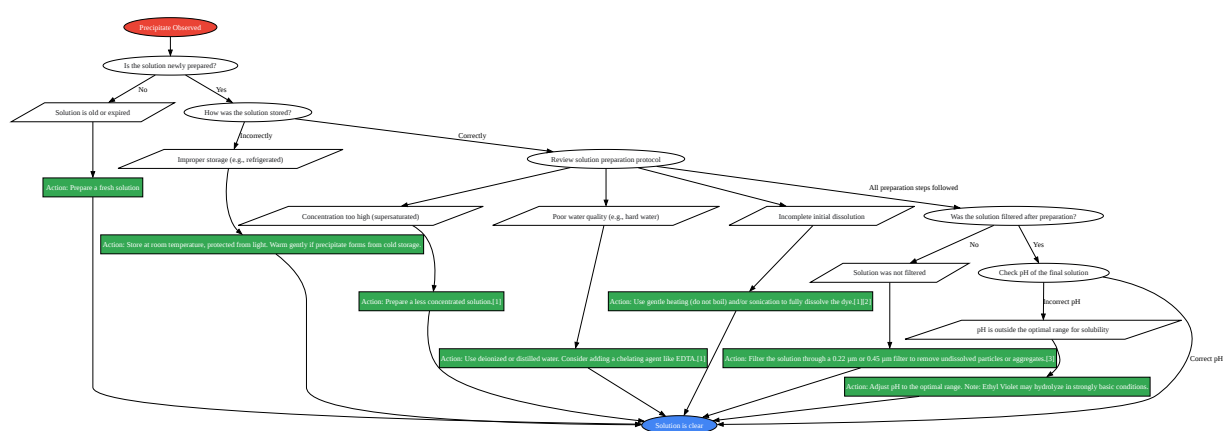 Precipitate Observed
Is the solution newly prepared?
No
Yes
Solution is old or expired
How was the solution stored?
Incorrectly
Correctly
Improper storage (e.g., refrigerated)
Review solution preparation protocol
Action: Prepare a fresh solution
All preparation steps followed
Concentration too high (supersaturated)
Poor water quality (e.g., hard water)
Incomplete initial dissolution
Was the solution filtered after preparation?
Action: Store at room temperature, protected from light. Warm gently if precipitate forms from cold storage.
No
Yes
Solution was not filtered
Check pH of the final solution
Action: Prepare a less concentrated solution.[1]
Action: Use gentle heating (do not boil) and/or sonication to fully dissolve the dye.[1][2]
Incorrect pH
pH is outside the optimal range for solubility
Action: Use deionized or distilled water. Consider adding a chelating agent like EDTA.[1]
Action: Filter the solution through a 0.22 µm or 0.45 µm filter to remove undissolved particles or aggregates.[3]
Correct pH
Action: Adjust pH to the optimal range. Note: Ethyl Violet may hydrolyze in strongly basic conditions.
Solution is clear